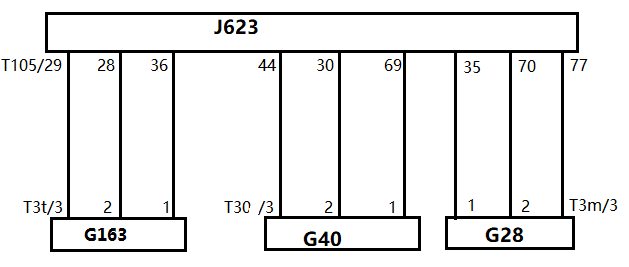 J623
T105/29 28 36 44 30 69 35 70 77
T3t/3 2 1 T30 /3 2 1 1 2 T3m/3
G163 G40 G28